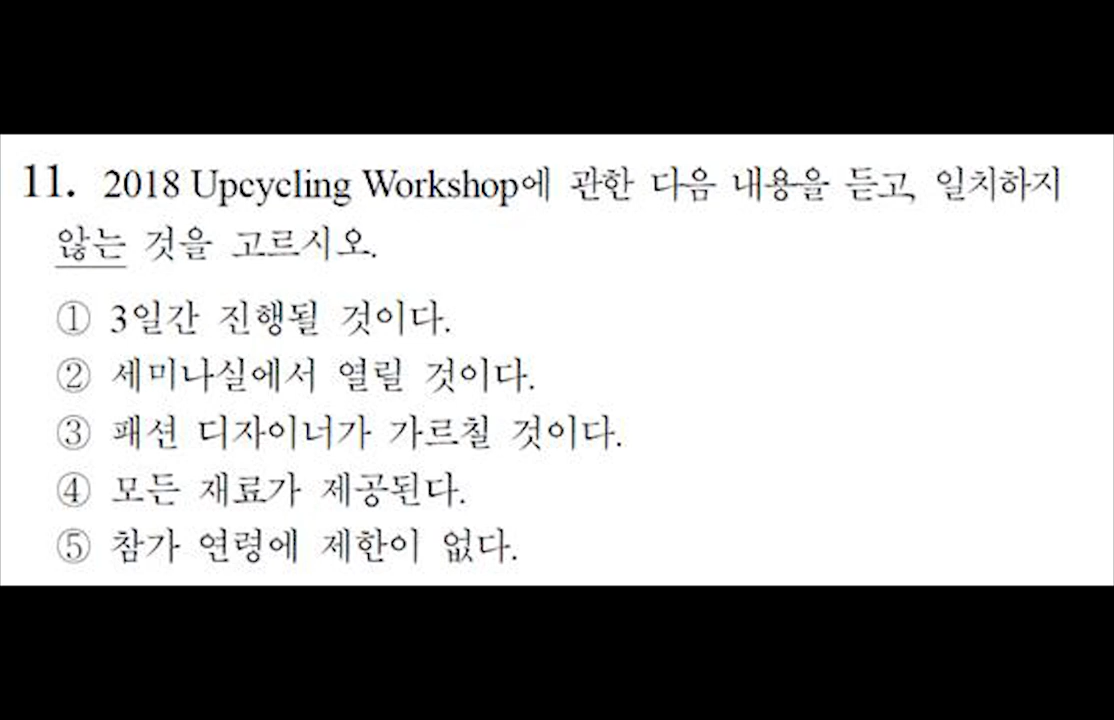 11. 2018 Upcycling Workshop에 관한 다음 내용을 듣고, 일치하지
않는 것을 고르시오.
① 3일간 진행될 것이다.
② 세미나실에서 열릴 것이다.
③ 패션 디자이너가 가르칠 것이다.
④ 모든 재료가 제공된다.
⑤ 참가 연령에 제한이 없다.